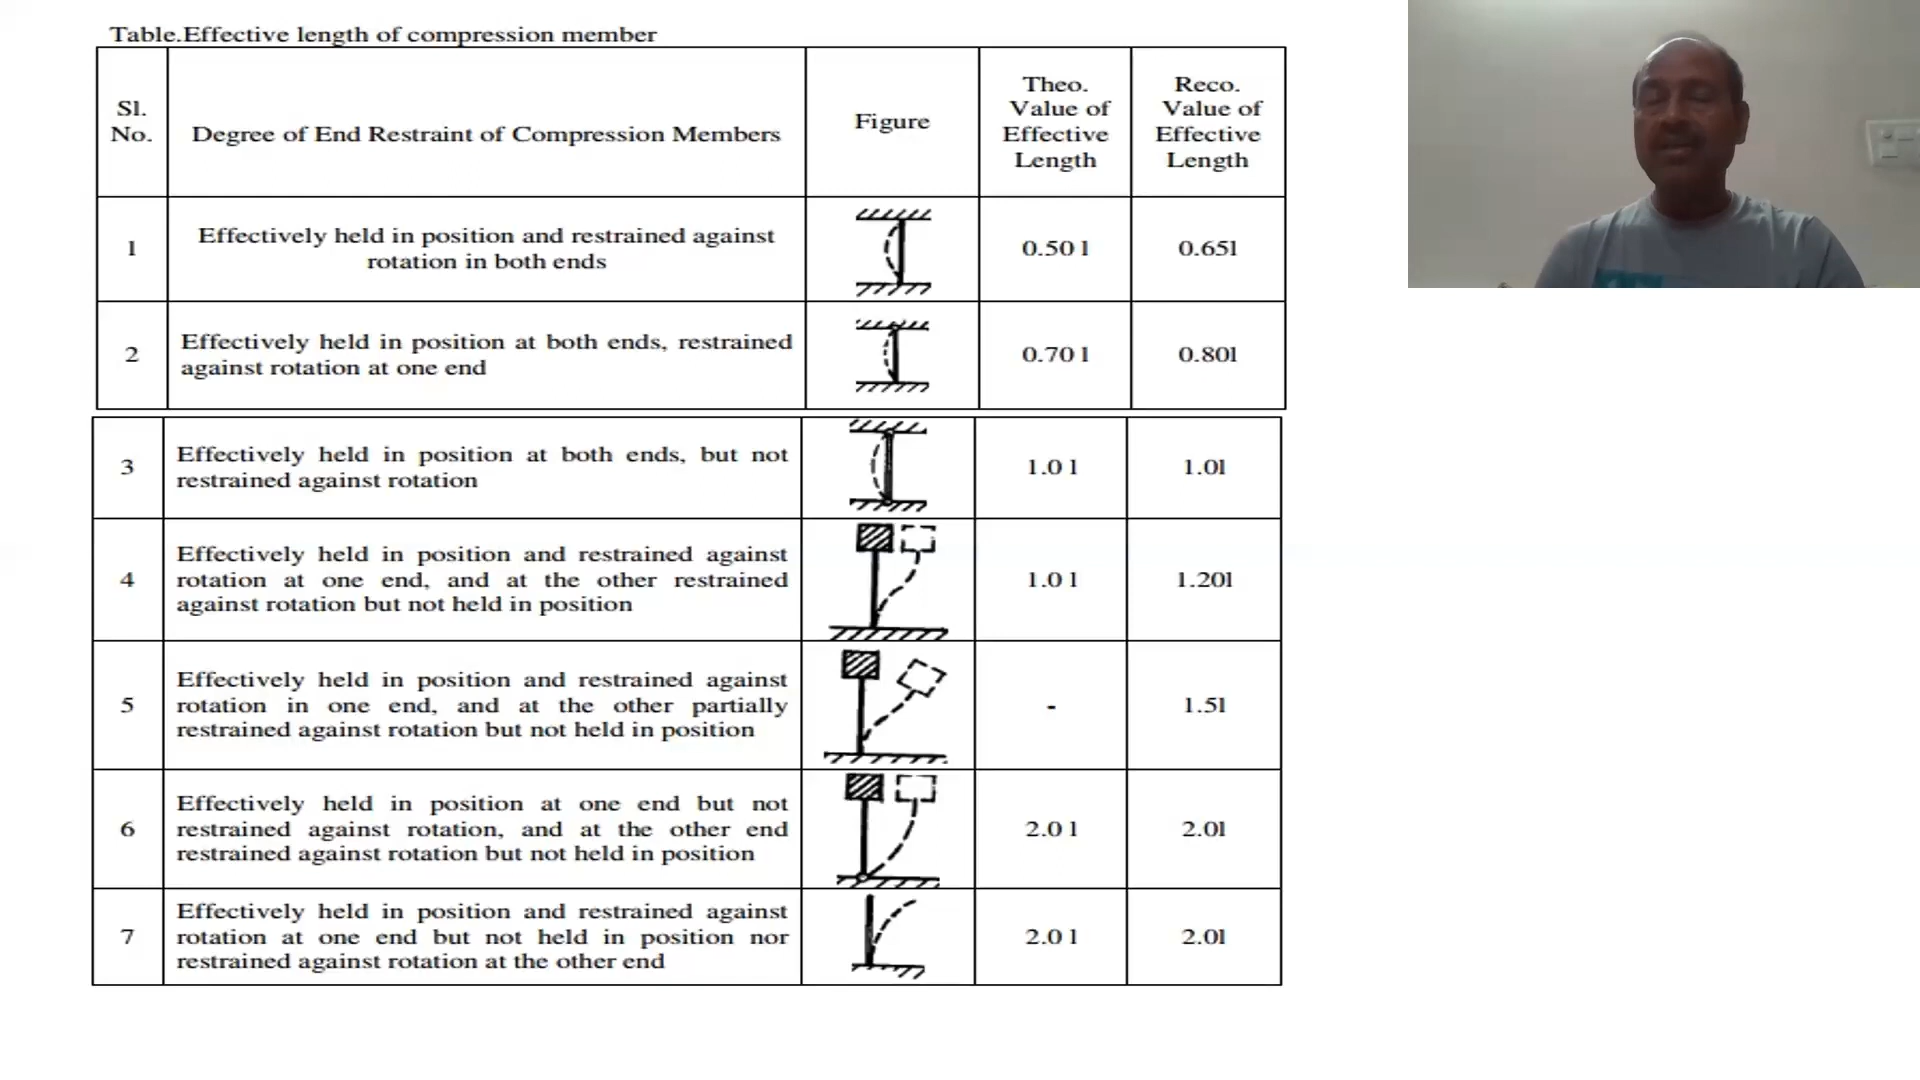 Table.Effective length of compression member
Sl.
No.
Degree of End Restraint of Compression Members
Figure
Theo.
Value of
Effective
Length
Reco.
Value of
Effective
Length
1
Effectively held in position and restrained against
rotation in both ends
0.50 l
0.65l
2
Effectively held in position at both ends, restrained
against rotation at one end
0.70 l
0.80l
3
Effectively held in position at both ends, but not
restrained against rotation
1.0 l
1.0l
4
Effectively held in position and restrained against
rotation at one end, and at the other restrained
against rotation but not held in position
1.0 l
1.20l
5
Effectively held in position and restrained against
rotation in one end, and at the other partially
restrained against rotation but not held in position
-
1.5l
6
Effectively held in position at one end but not
restrained against rotation, and at the other end
restrained against rotation but not held in position
2.0 l
2.0l
7
Effectively held in position and restrained against
rotation at one end but not held in position nor
restrained against rotation at the other end
2.0 l
2.0l